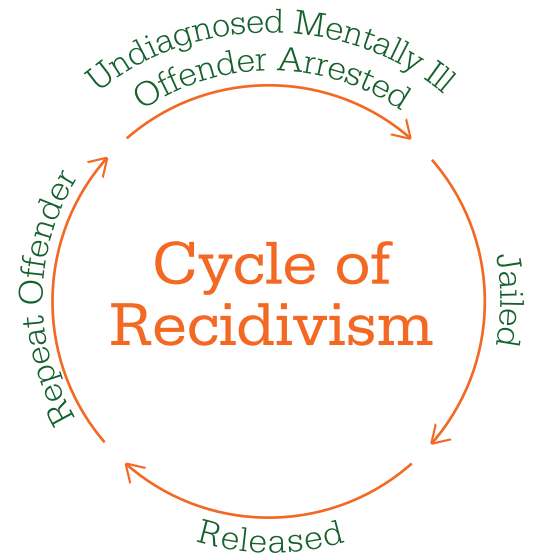 Undiagnosed Mentally Ill
Offender Arrested
Jailed
Released
Repeat Offender
Cycle of
Recidivism